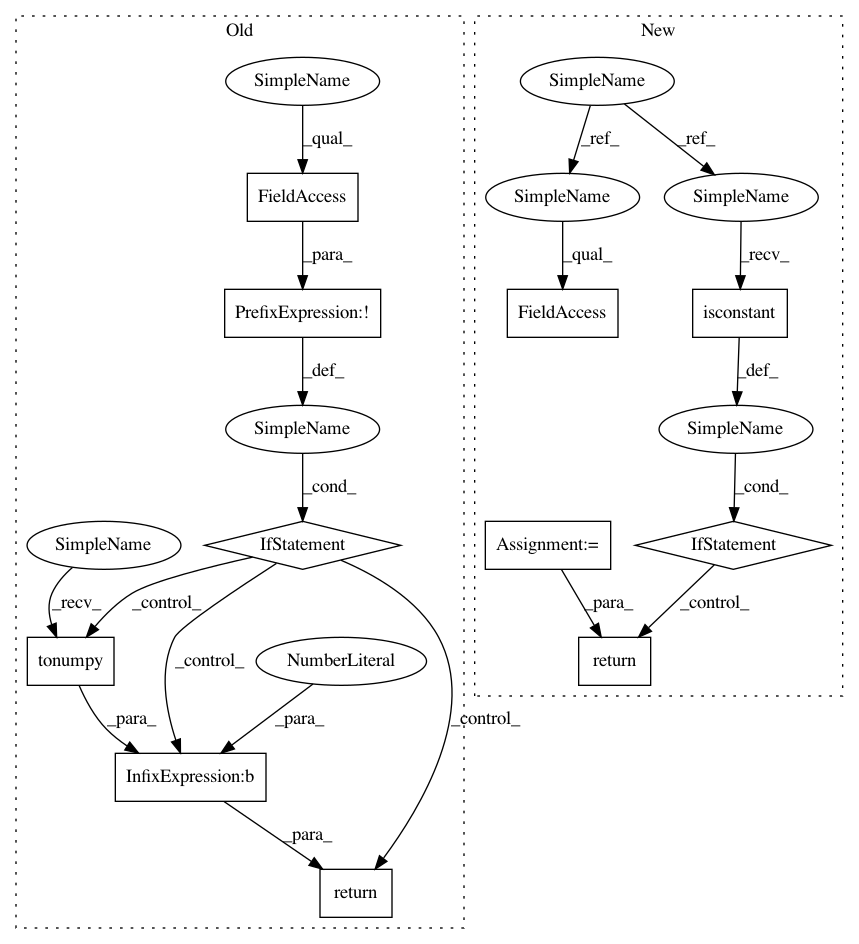 Old
New
SimpleName
SimpleName
_qual_
_ref_
_ref_
FieldAccess
SimpleName
SimpleName
_para_
_qual_
_recv_
PrefixExpression:!
FieldAccess
isconstant
_def_
_def_
SimpleName
SimpleName
_cond_
_cond_
SimpleName
IfStatement
Assignment:=
IfStatement
_recv_
_control_
_para_
_control_
tonumpy
_control_
NumberLiteral
return
_para_
_para_
_control_
InfixExpression:b
_para_
return